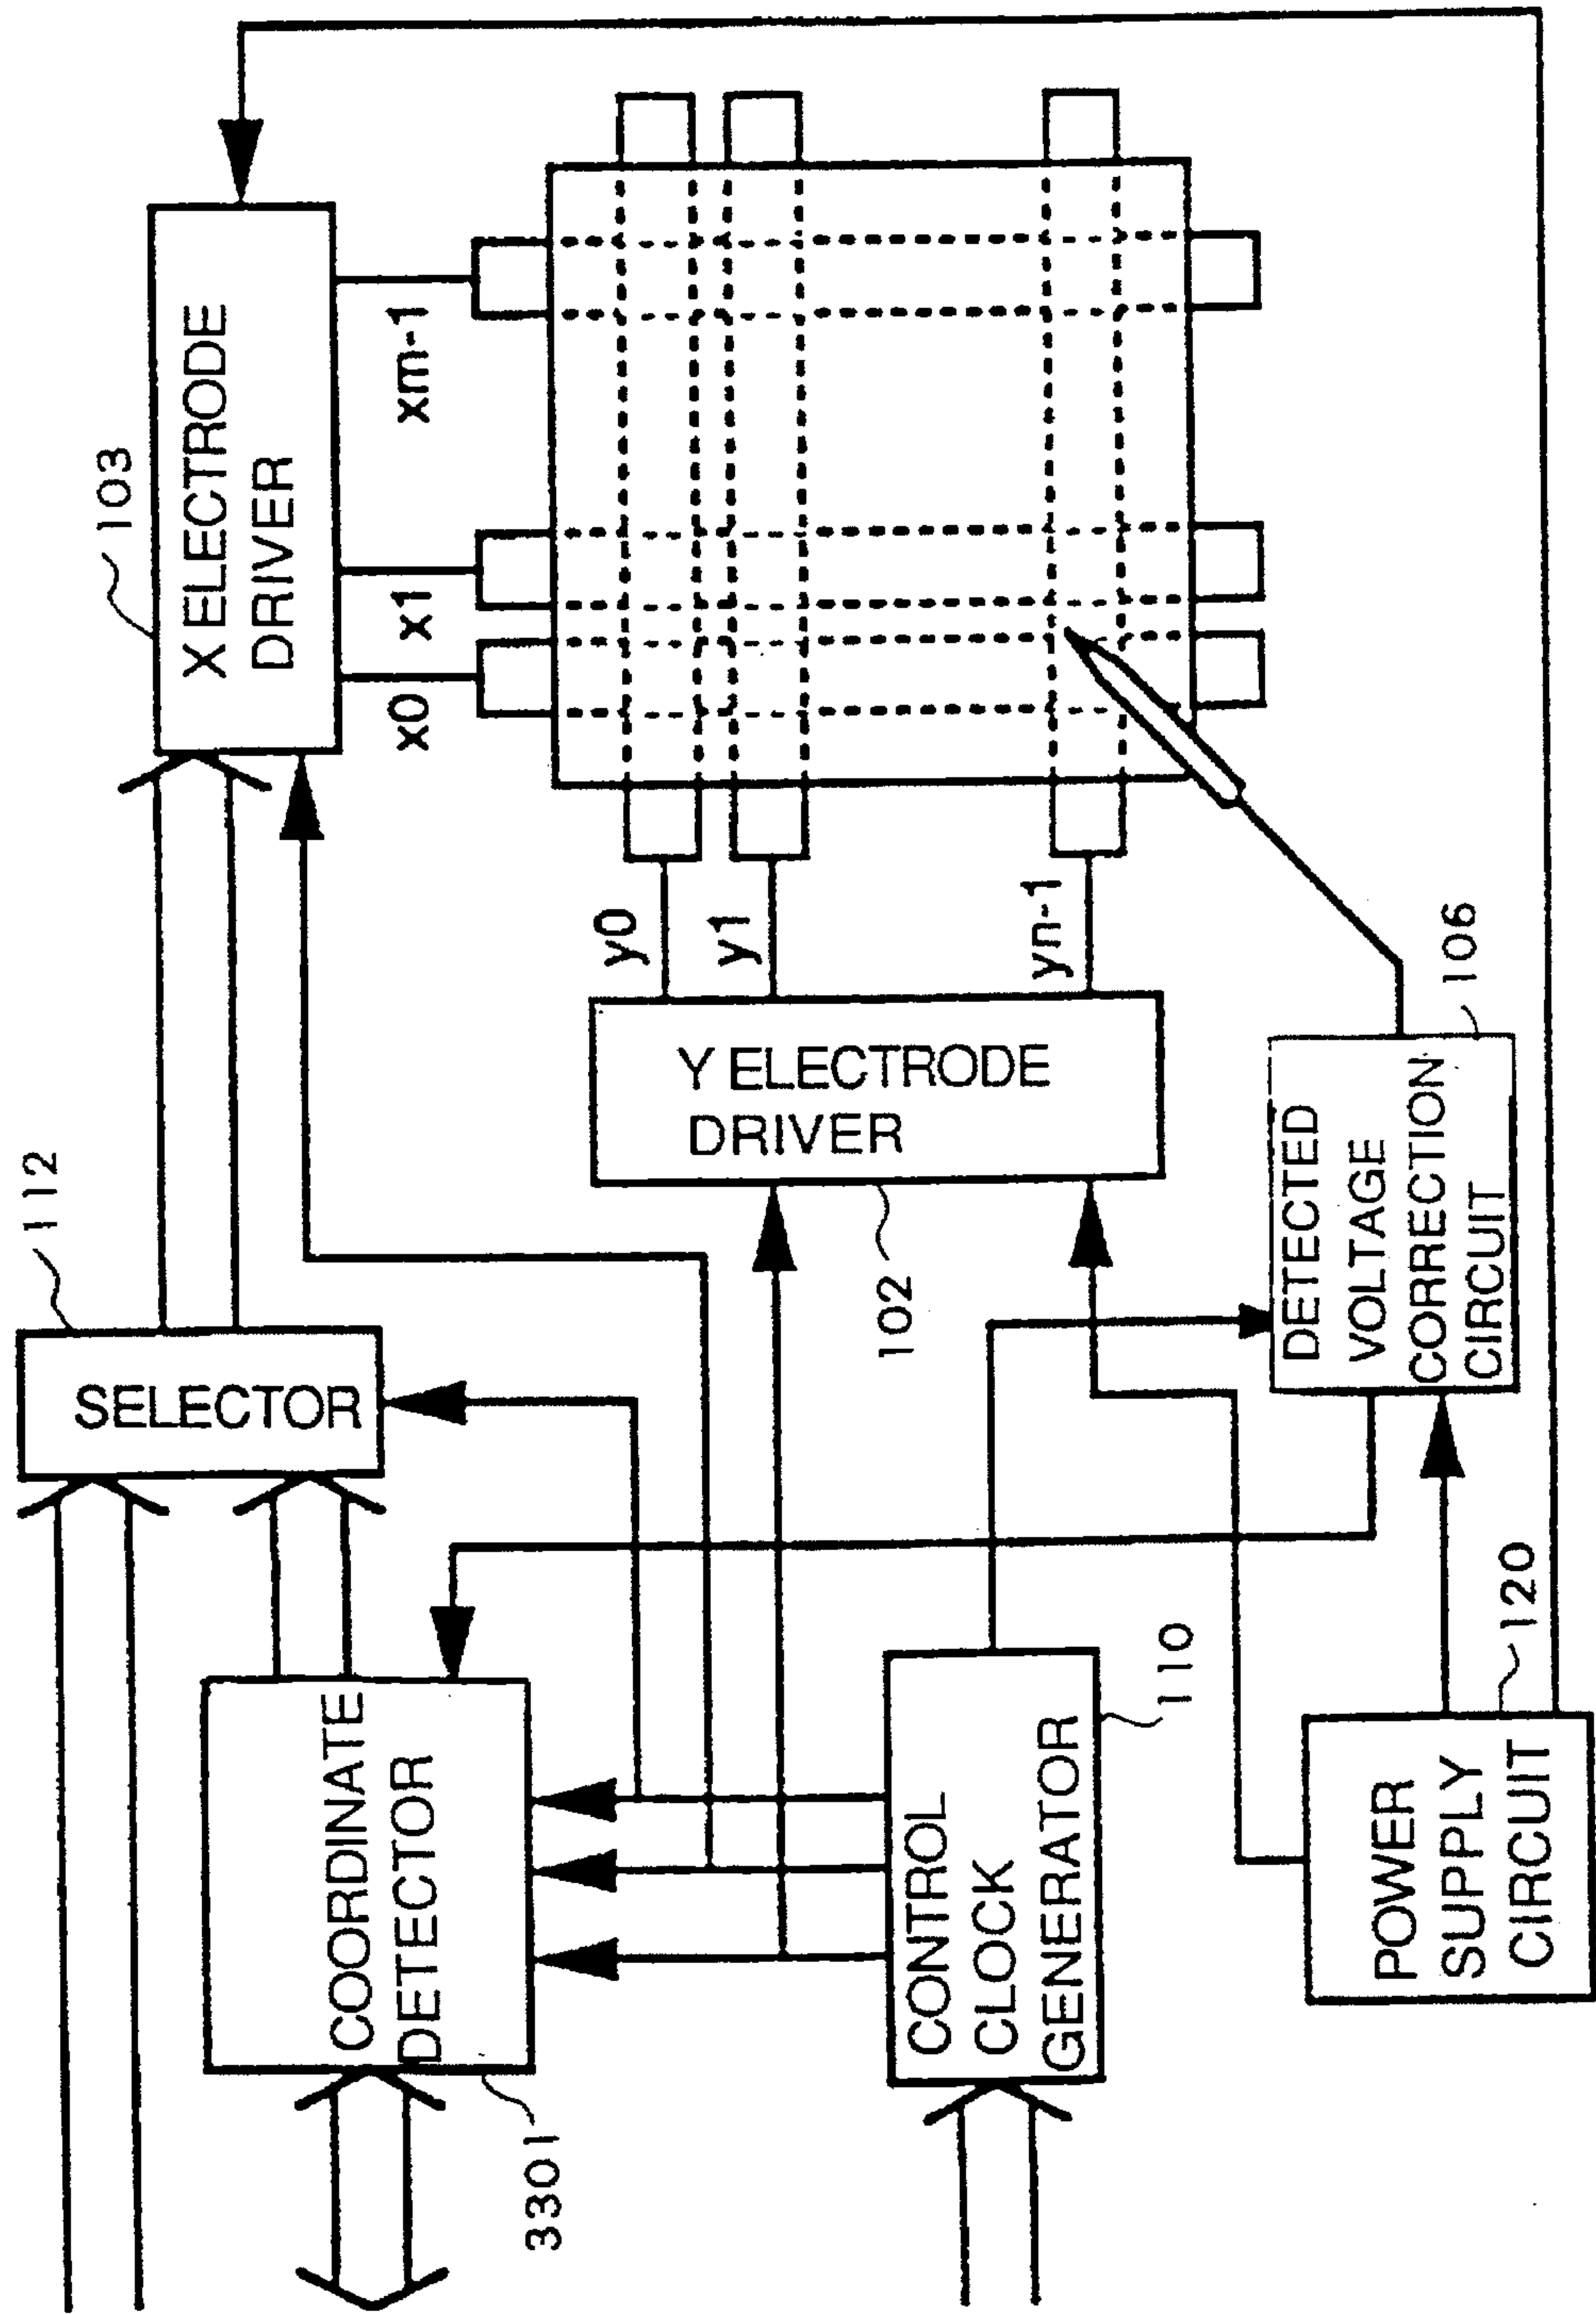 112
103
SELECTOR
X ELECTRODE
DRIVER
x0
x1
xm-1
COORDINATE
DETECTOR
3301
y0
y1
yn-1
Y ELECTRODE
DRIVER
102
CONTROL
CLOCK
GENERATOR
110
DETECTED
VOLTAGE
CORRECTION
CIRCUIT
106
POWER
SUPPLY
CIRCUIT
120